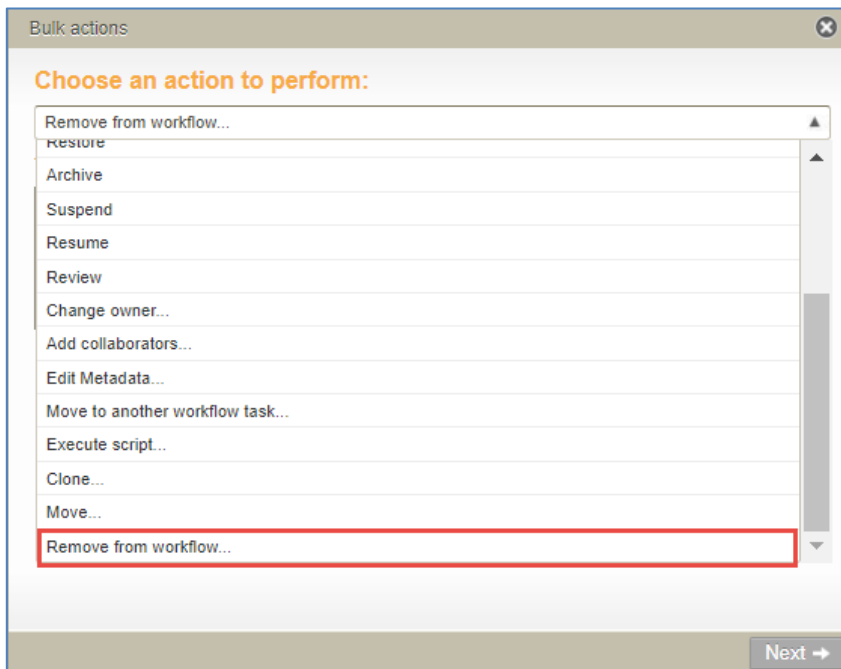 Bulk actions
Choose an action to perform:
Remove from workflow...
Restore
Archive
Suspend
Resume
Review
Change owner...
Add collaborators...
Edit Metadata...
Move to another workflow task...
Execute script...
Clone...
Move...
Remove from workflow...
Next